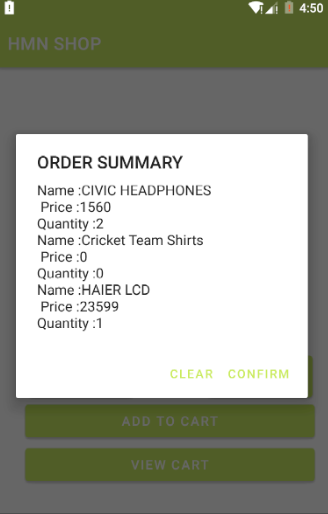 4:50
HMN SHOP
ORDER SUMMARY
Name :CIVIC HEADPHONES
Price :1560
Quantity :2
Name :Cricket Team Shirts
Price :0
Quantity :0
Name :HAIER LCD
Price :23599
Quantity :1
CLEAR CONFIRM
ADD TO CART
VIEW CART